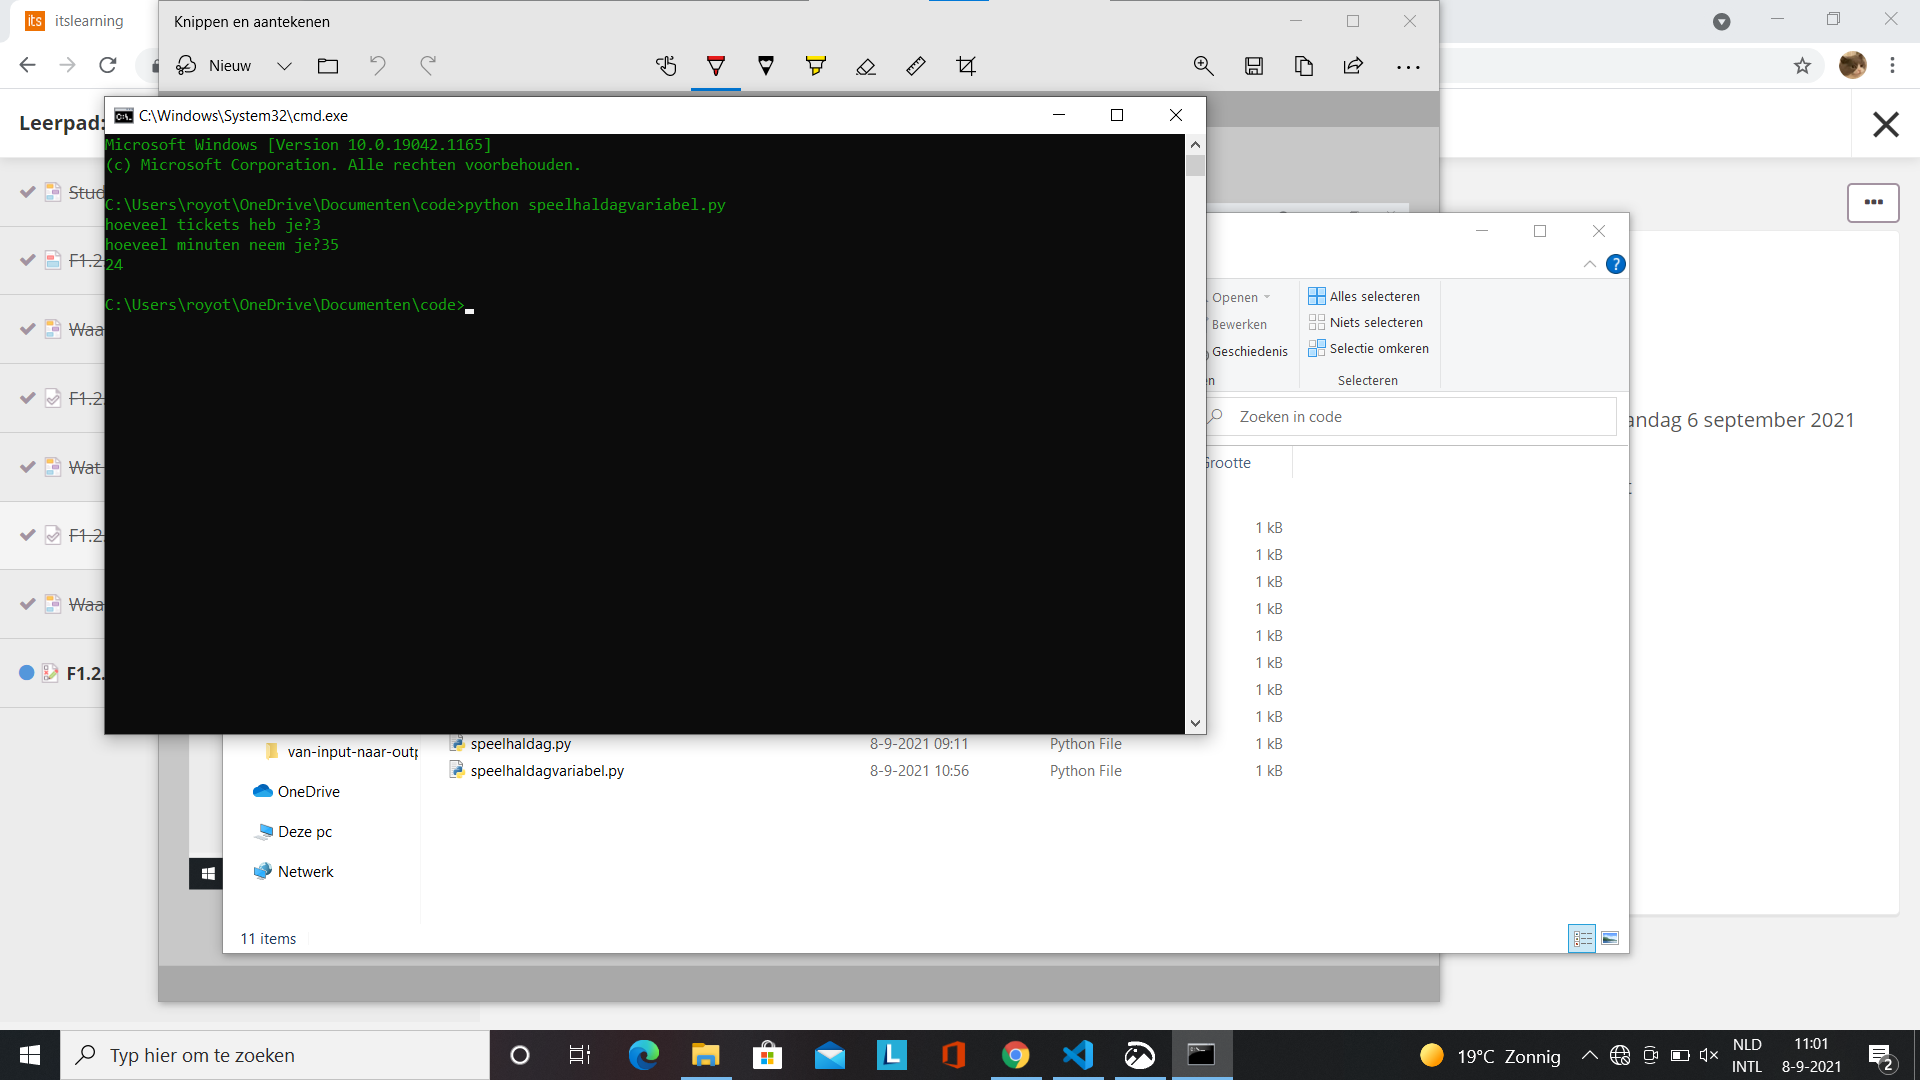 its itslearning
Knippen en aantekenen
Nieuw
Leerpad:
C:\Windows\System32\cmd.exe
Microsoft Windows [Version 10.0.19042.1165]
(c) Microsoft Corporation. Alle rechten voorbehouden.
C:\Users\royot\OneDrive\Documenten\code>python speelhaldagvariabel.py
hoeveel tickets heb je?3
hoeveel minuten neem je?35
24
C:\Users\royot\OneDrive\Documenten\code>
Stud
F1.2
Waa
F1.2
Wat
F1.2
Waa
F1.2.
Openen
Bewerken
Geschiedenis
en
Alles selecteren
Niets selecteren
Selectie omkeren
Selecteren
Zoeken in code
andag 6 september 2021
Grootte
1 kB
1 kB
1 kB
1 kB
1 kB
1 kB
1 kB
1 kB
speelhaldag.py 8-9-2021 09:11 Python File 1 kB
speelhaldagvariabel.py 8-9-2021 10:56 Python File 1 kB
van-input-naar-outp
OneDrive
Deze pc
Netwerk
11 items
Typ hier om te zoeken
19°C Zonnig
NLD
INTL
11:01
8-9-2021
2